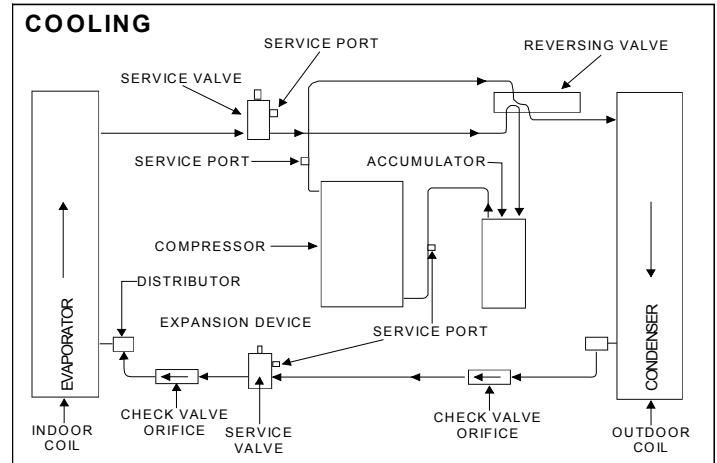 COOLING
SERVICE PORT
REVERSING VALVE
SERVICE VALVE
SERVICE PORT
ACCUMULATOR
COMPRESSOR
DISTRIBUTOR
EXPANSION DEVICE
SERVICE PORT
EVAPORATOR
CONDENSER
INDOOR
COIL
CHECK VALVE
ORIFICE
SERVICE
VALVE
CHECK VALVE
ORIFICE
OUTDOOR
COIL